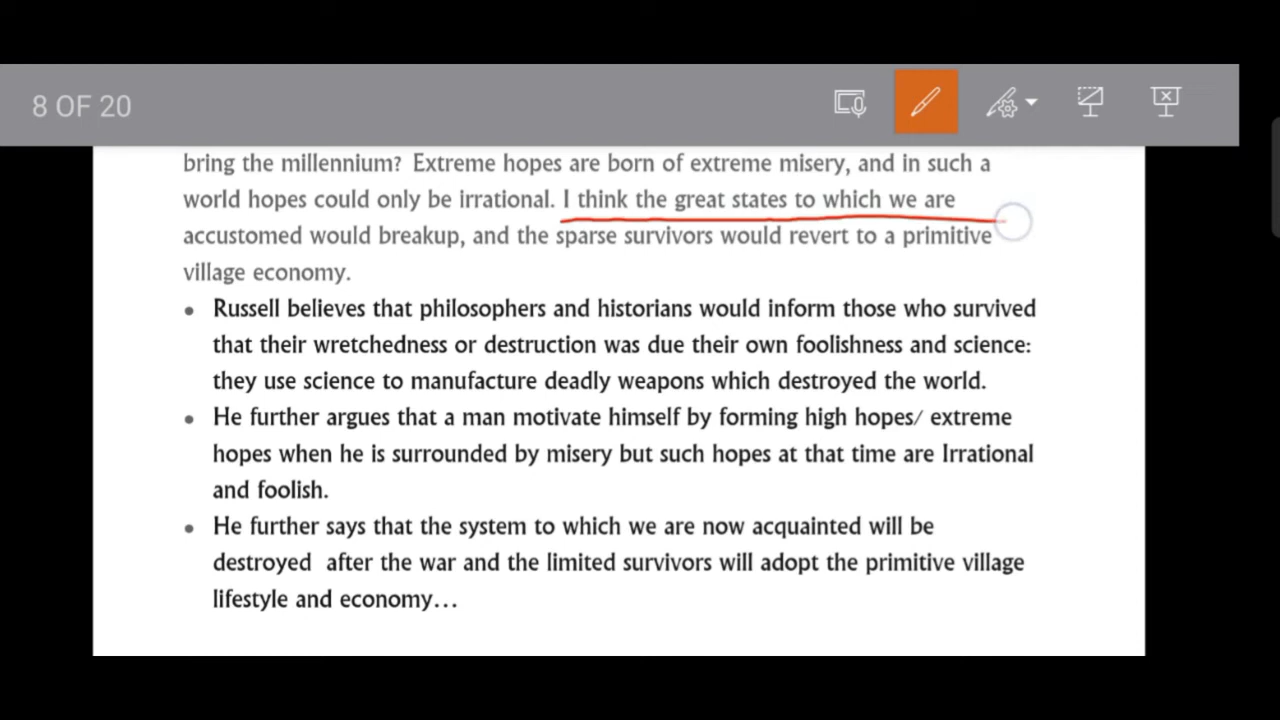 8 OF 20
bring the millennium? Extreme hopes are born of extreme misery, and in such a
world hopes could only be irrational. I think the great states to which we are
accustomed would breakup, and the sparse survivors would revert to a primitive
village economy.
• Russell believes that philosophers and historians would inform those who survived
that their wretchedness or destruction was due their own foolishness and science:
they use science to manufacture deadly weapons which destroyed the world.
• He further argues that a man motivate himself by forming high hopes/ extreme
hopes when he is surrounded by misery but such hopes at that time are Irrational
and foolish.
• He further says that the system to which we are now acquainted will be
destroyed after the war and the limited survivors will adopt the primitive village
lifestyle and economy...